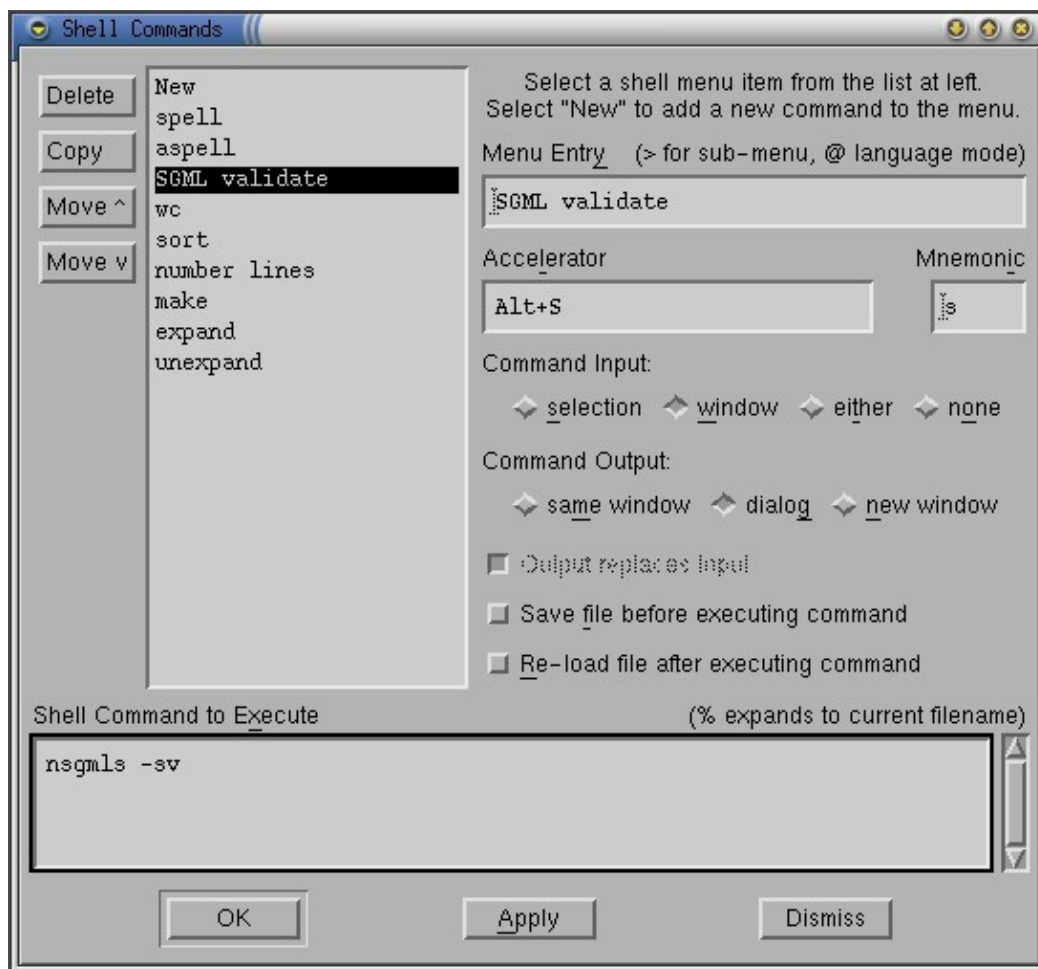 Shell Commands
Delete
Copy
Move ^
Move v
New
spell
aspell
SGML validate
wc
sort
number lines
make
expand
unexpand
Select a shell menu item from the list at left.
Select "New" to add a new command to the menu.
Menu Entry (> for sub-menu, @ language mode)
SGML validate
Accelerator Mnemonic
Alt+S s
Command Input:
selection window either none
Command Output:
same window dialog new window
Output replaces Input
Save file before executing command
Re-load file after executing command
Shell Command to Execute (% expands to current filename)
nsgmls -sv
OK Apply Dismiss